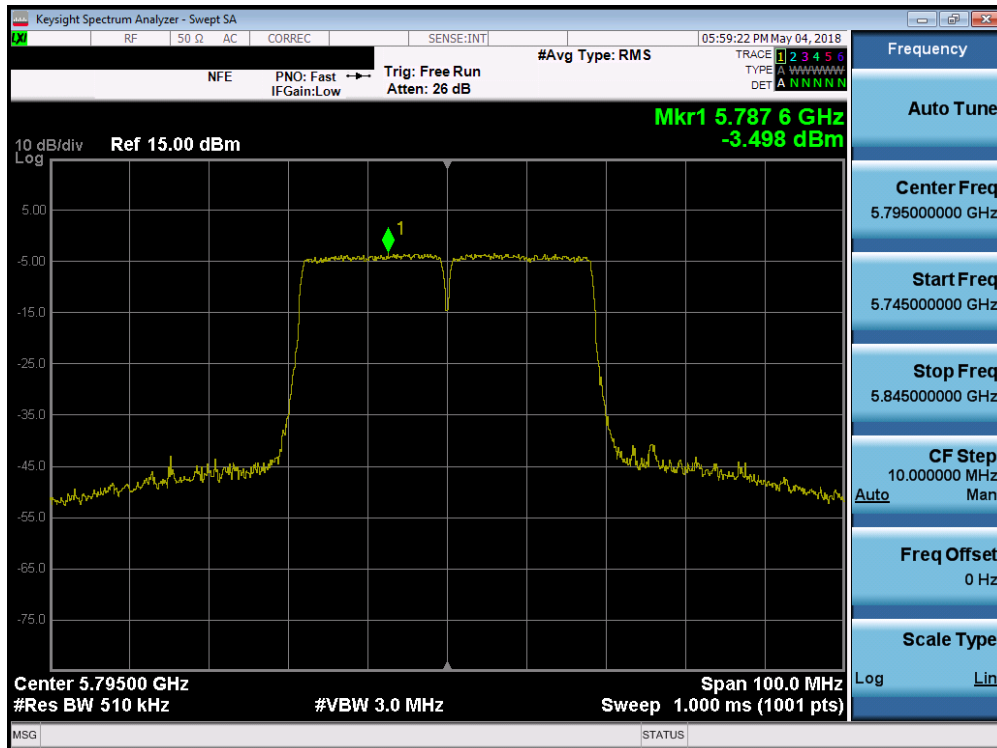 Keysight Spectrum Analyzer - Swept SA
LXI RF 50 Ω AC CORREC SENSE:INT 05:59:22 PM May 04, 2018
NFE PNO: Fast Trig: Free Run #Avg Type: RMS TRACE 1 2 3 4 5 6
IFGain:Low Atten: 26 dB TYPE A WWWWW
DET A N N N N N
Mkr1 5.787 6 GHz
-3.498 dBm
10 dB/div Ref 15.00 dBm
Log
1
5.00
-5.00
-15.0
-25.0
-35.0
-45.0
-55.0
-65.0
-75.0
Center 5.79500 GHz Span 100.0 MHz
#Res BW 510 kHz #VBW 3.0 MHz Sweep 1.000 ms (1001 pts)
MSG STATUS
Frequency
Auto Tune
Center Freq
5.795000000 GHz
Start Freq
5.745000000 GHz
Stop Freq
5.845000000 GHz
CF Step
10.000000 MHz
Auto Man
Freq Offset
0 Hz
Scale Type
Log Lin